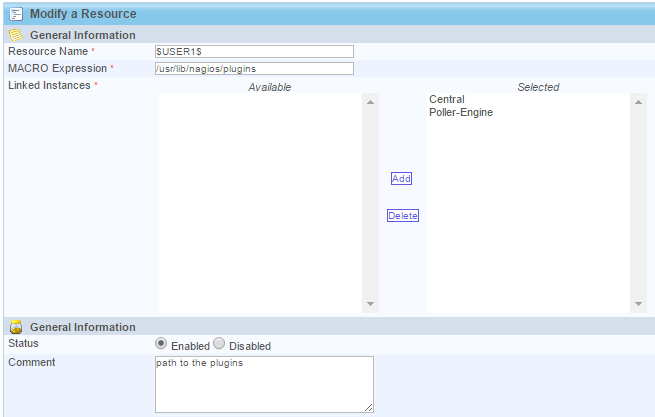 Modify a Resource
General Information
Resource Name * $USER1$
MACRO Expression * /usr/lib/nagios/plugins
Linked Instances * Available Selected
Central
Poller-Engine
Add
Delete
General Information
Status Enabled Disabled
Comment path to the plugins